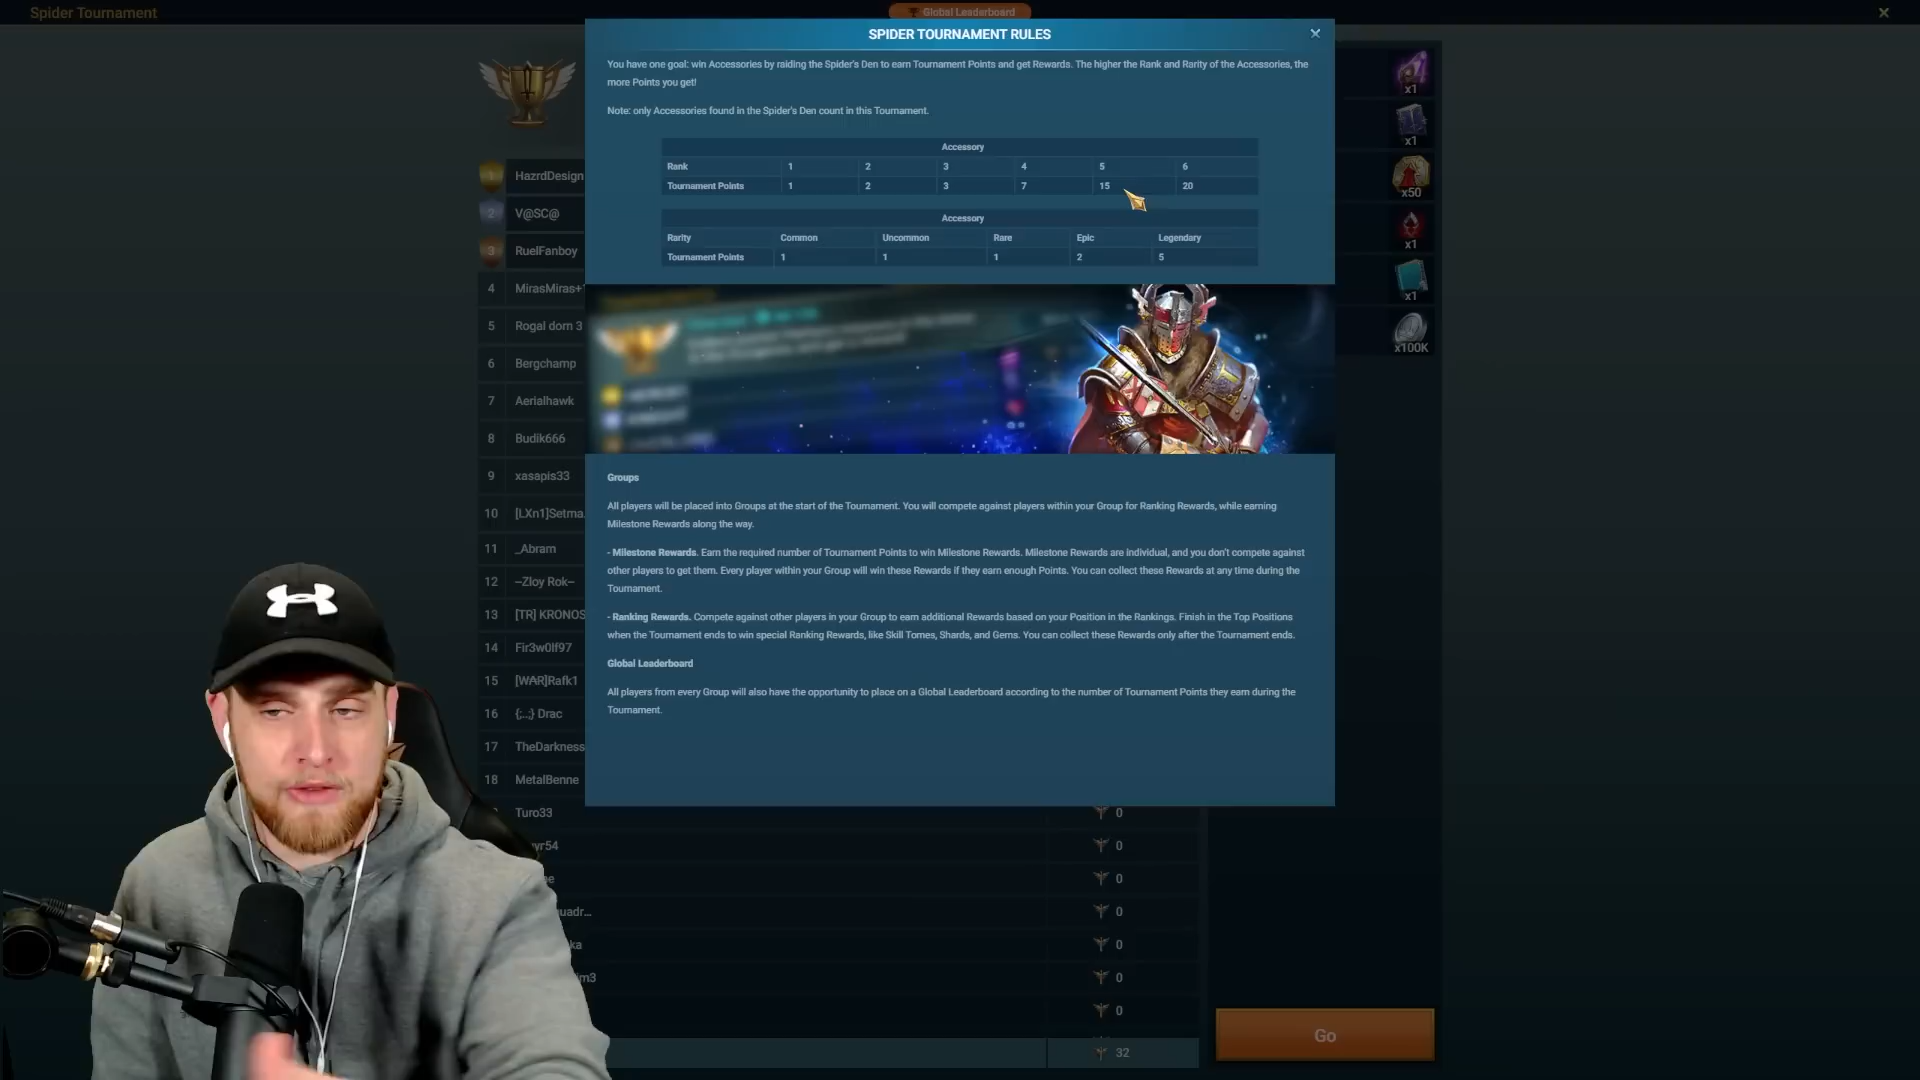 Spider Tournament
Global Leaderboard
SPIDER TOURNAMENT RULES
You have one goal: win Accessories by raiding the Spider's Den to earn Tournament Points and get Rewards. The higher the Rank and Rarity of the Accessories, the
more Points you get!
Note: only Accessories found in the Spider's Den count in this Tournament.
Accessory
Rank 1 2 3 4 5 6
Tournament Points 1 2 3 7 15 20
Accessory
Rarity Common Uncommon Rare Epic Legendary
Tournament Points 1 1 1 2 5
Groups
All players will be placed into Groups at the start of the Tournament. You will compete against players within your Group for Ranking Rewards, while earning
Milestone Rewards along the way.
- Milestone Rewards. Earn the required number of Tournament Points to win Milestone Rewards. Milestone Rewards are individual, and you don't compete against
other players to get them. Every player within your Group will win these Rewards if they earn enough Points. You can collect these Rewards at any time during the
Tournament.
- Ranking Rewards. Compete against other players in your Group to earn additional Rewards based on your Position in the Rankings. Finish in the Top Positions
when the Tournament ends to win special Ranking Rewards, like Skill Tomes, Shards, and Gems. You can collect these Rewards only after the Tournament ends.
Global Leaderboard
All players from every Group will also have the opportunity to place on a Global Leaderboard according to the number of Tournament Points they earn during the
Tournament.
1 HazrdDesign
2 V@SC@
3 RuelFanboy
4 MirasMiras+
5 Rogal dorn 3
6 Bergchamp
7 Aerialhawk
8 Budik666
9 xasapis33
10 [LXn1]Setma
11 _Abram
12 --Zloy Rok--
13 [TR] KRONOS
14 Fir3w0lf97
15 [WAR]Rafk1
16 {;..;} Drac
17 TheDarkness
18 MetalBenne
Turo33 0
yr54 0
ne 0
uadr... 0
ka 0
im3 0
0
32
x1
x1
x50
x1
x1
x100K
Go